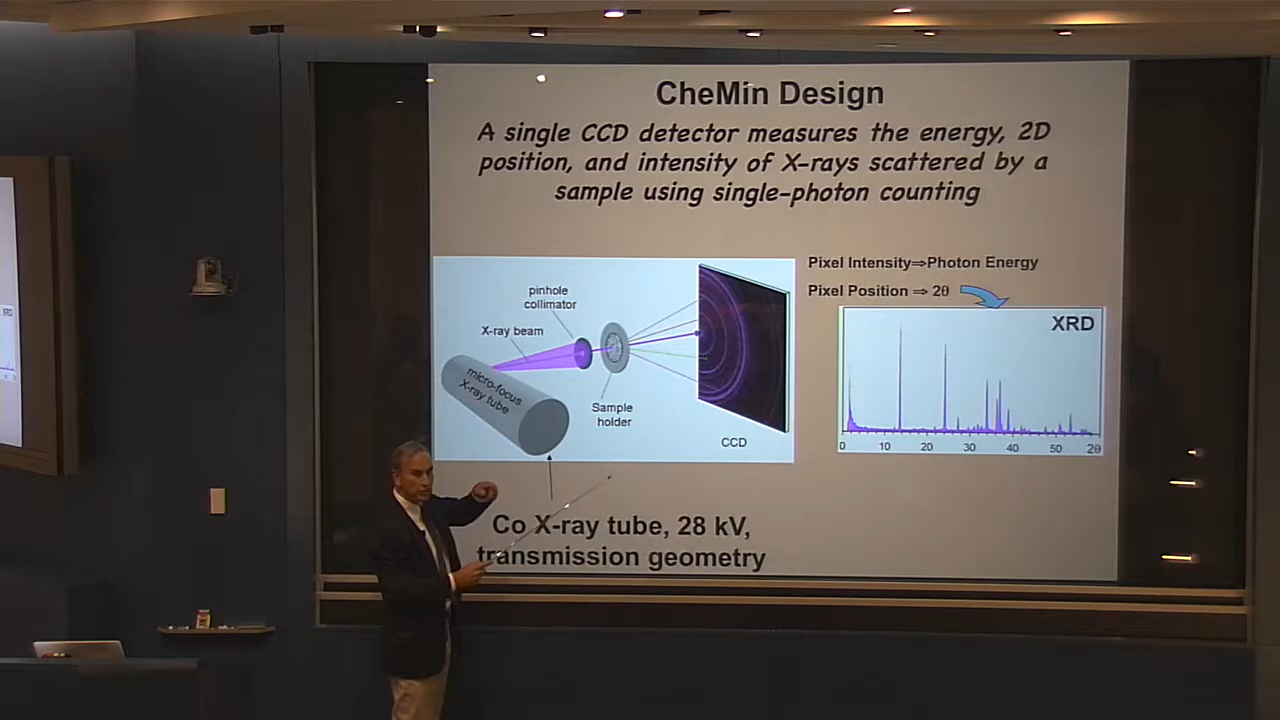 CheMin Design
A single CCD detector measures the energy, 2D
position, and intensity of X-rays scattered by a
sample using single-photon counting
pinhole
collimator
X-ray beam
micro-focus
X-ray tube
Sample
holder
CCD
Pixel Intensity⇒Photon Energy
Pixel Position ⇒ 2θ
XRD
0 10 20 30 40 50 2θ
Co X-ray tube, 28 kV,
transmission geometry
XRD